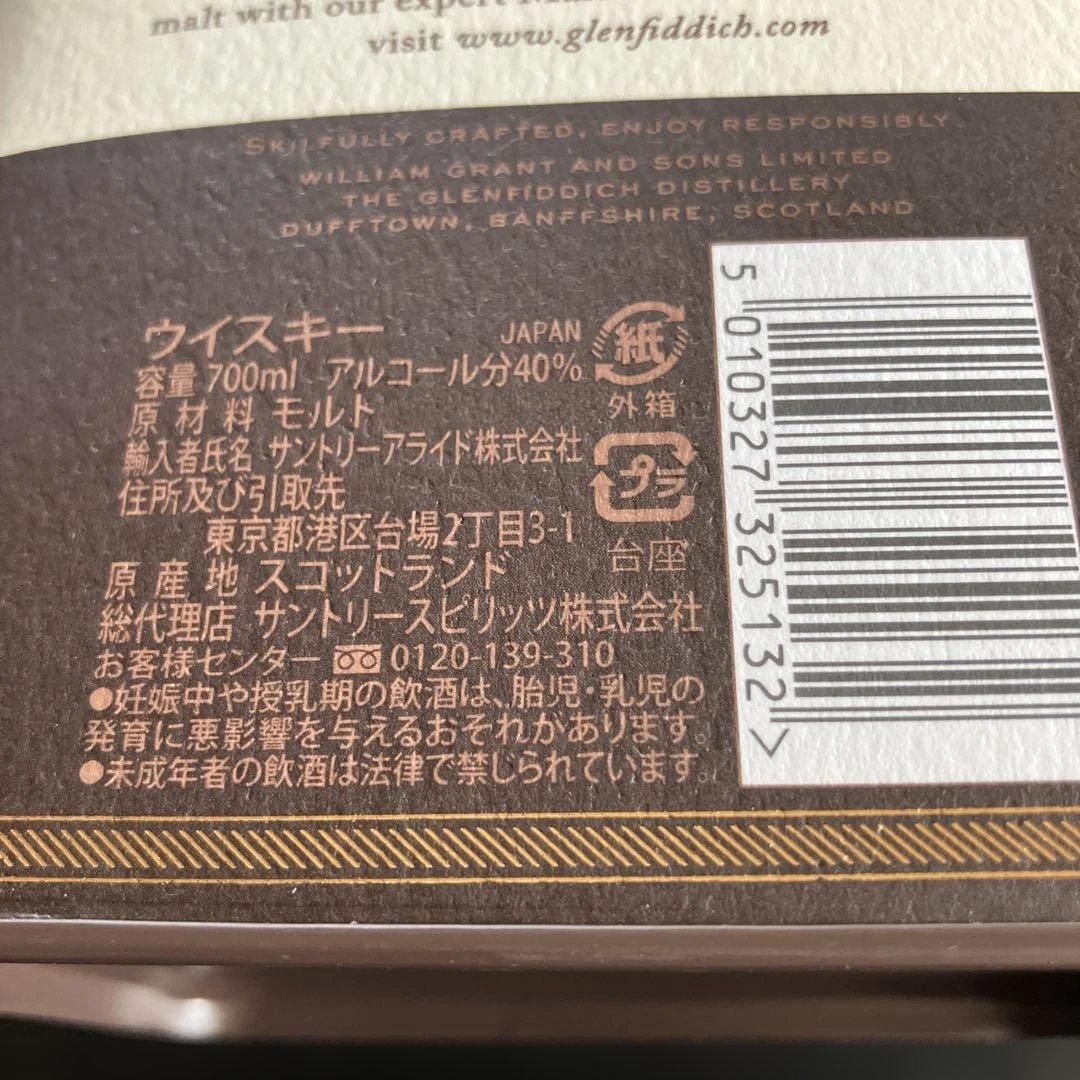 malt with our expert
visit www.glenfiddich.com
SKILFULLY CRAFTED, ENJOY RESPONSIBLY
WILLIAM GRANT AND SONS LIMITED
THE GLENFIDDICH DISTILLERY
DUFFTOWN, BANFFSHIRE, SCOTLAND
ウイスキー JAPAN
容量 700ml アルコール分40%
原材料 モルト
輸入者氏名 サントリーアライド株式会社
住所及び引取先
東京都港区台場2丁目3-1
原産地 スコットランド
総代理店 サントリースピリッツ株式会社
お客様センター 0120-139-310
●妊娠中や授乳期の飲酒は、胎児・乳児の
発育に悪影響を与えるおそれがあります。
●未成年者の飲酒は法律で禁じられています。
紙
外箱
プラ
台座
5 010327 325132 >